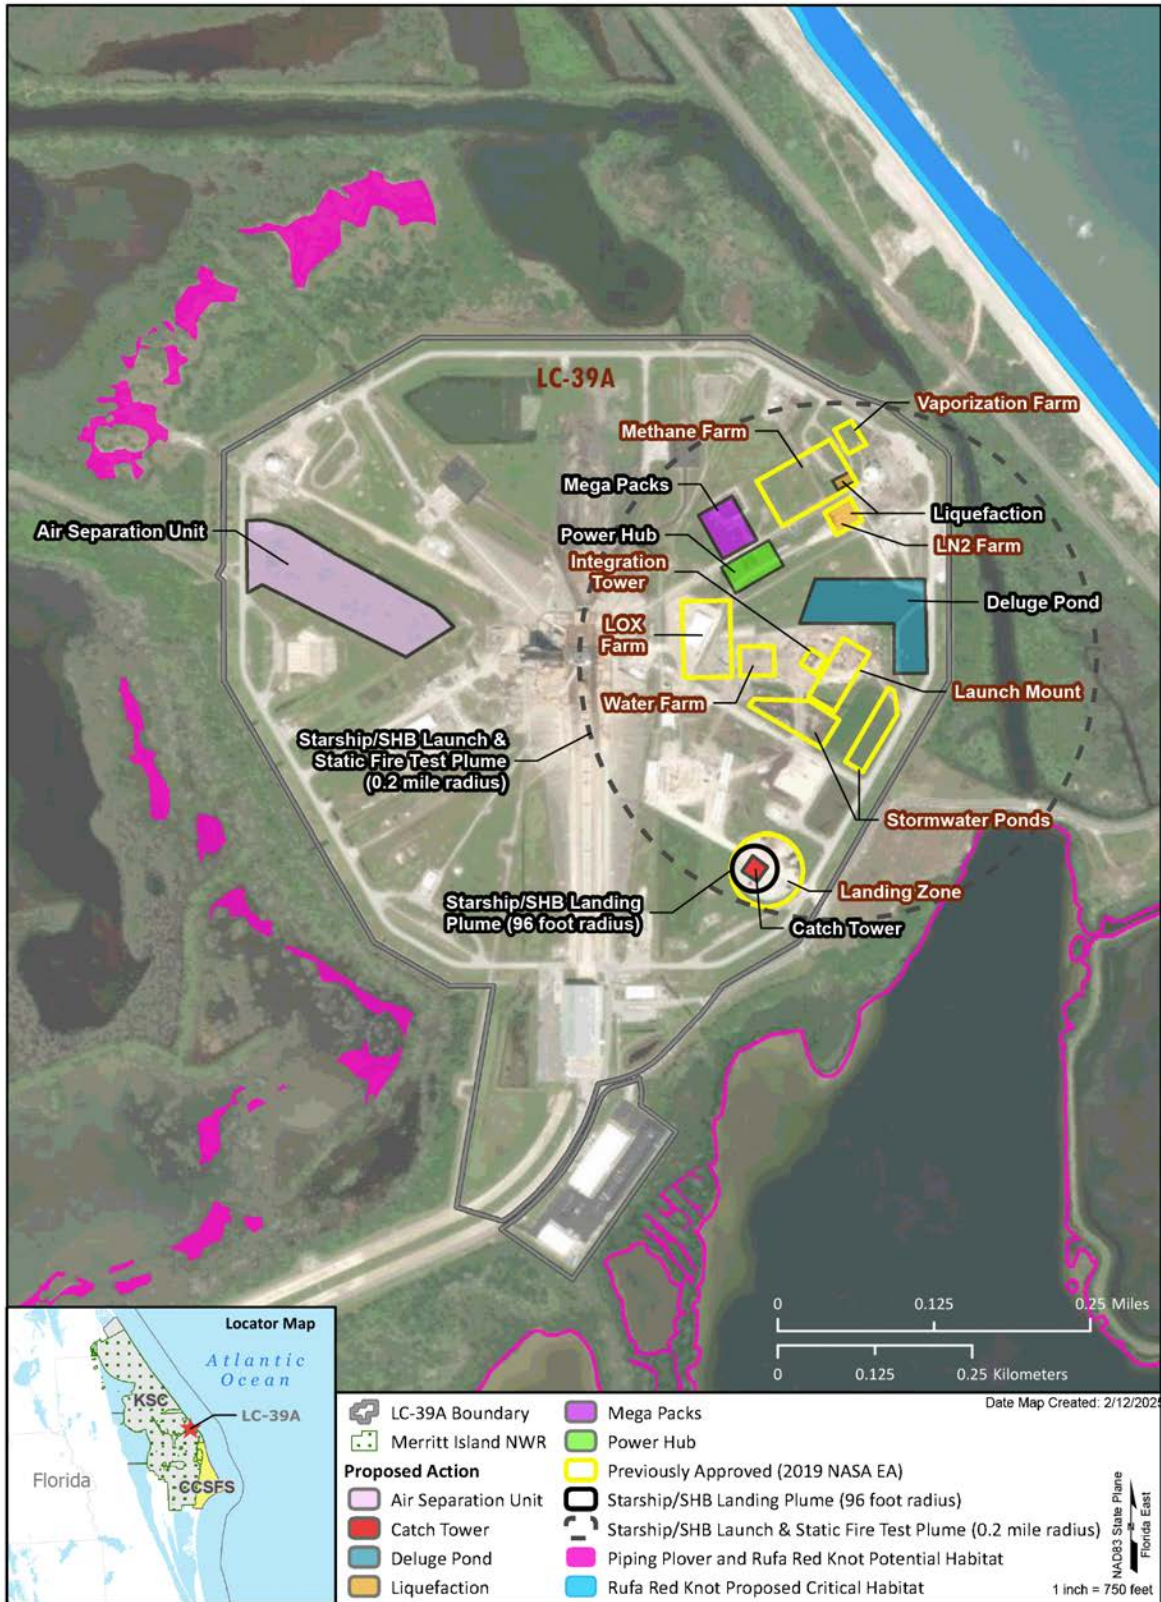 LC-39A
Vaporization Farm
Methane Farm
Mega Packs
Liquefaction
Air Separation Unit
Power Hub
LN2 Farm
Integration
Tower
Deluge Pond
LOX
Farm
Launch Mount
Water Farm
Starship/SHB Launch &
Static Fire Test Plume
(0.2 mile radius)
Stormwater Ponds
Landing Zone
Starship/SHB Landing
Plume (96 foot radius)
Catch Tower
0 0.125 0.25 Miles
0 0.125 0.25 Kilometers
Locator Map
Atlantic
Ocean
KSC
LC-39A
Florida
CCSFS
Date Map Created: 2/12/2025
LC-39A Boundary
Merritt Island NWR
Proposed Action
Air Separation Unit
Catch Tower
Deluge Pond
Liquefaction
Mega Packs
Power Hub
Previously Approved (2019 NASA EA)
Starship/SHB Landing Plume (96 foot radius)
Starship/SHB Launch & Static Fire Test Plume (0.2 mile radius)
Piping Plover and Rufa Red Knot Potential Habitat
Rufa Red Knot Proposed Critical Habitat
NAD83 State Plane
Florida East
N
1 inch = 750 feet